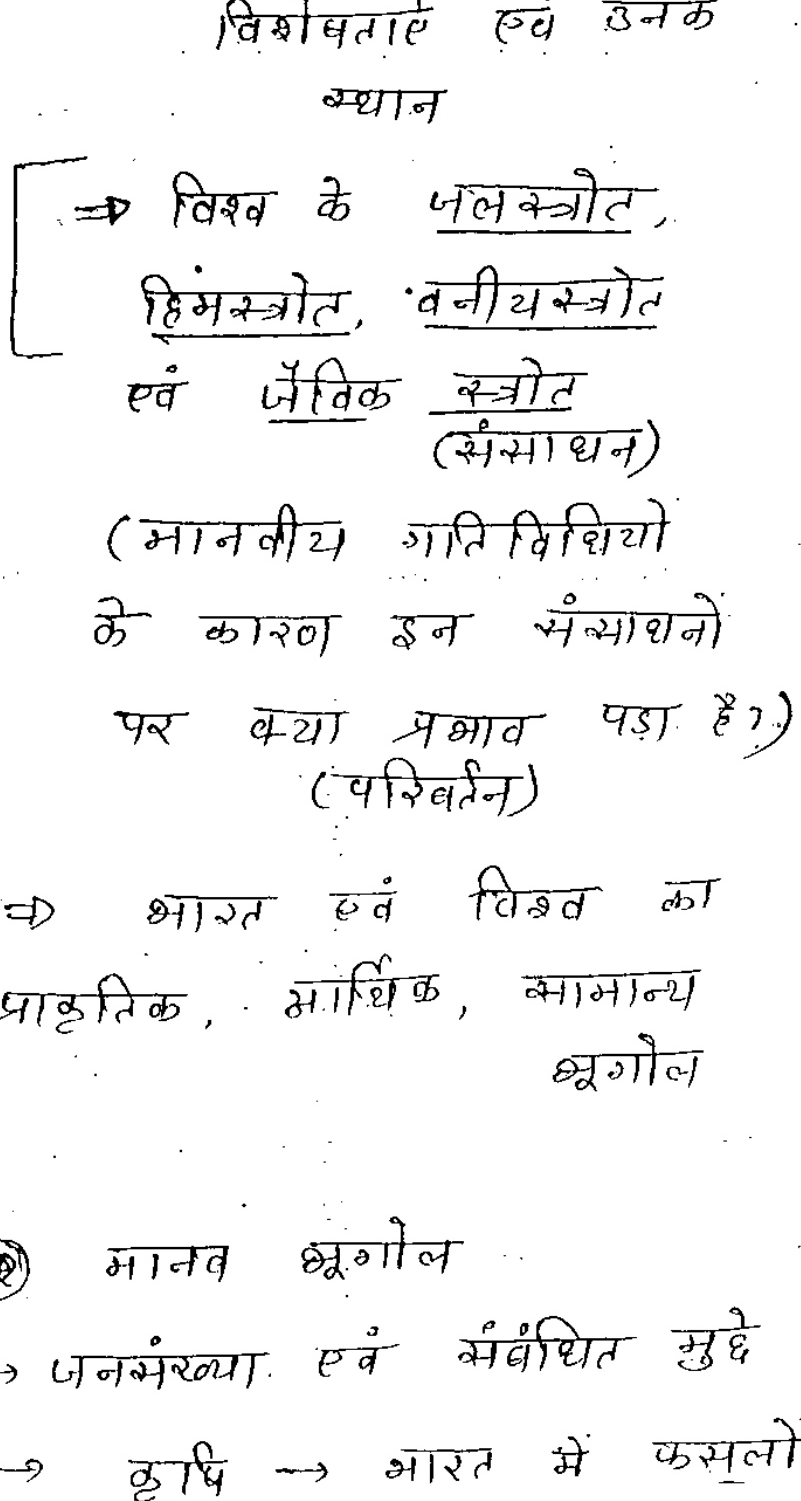 विशेषताएं एवं उनके
स्थान
⇒ विश्व के जलस्त्रोत,
हिमस्त्रोत, वनीयस्त्रोत
एवं जैविक स्त्रोत
(संसाधन)
(मानवीय गतिविधियो
के कारण इन संसाधनों
पर क्या प्रभाव पड़ा है?)
(परिवर्तन)
⇒ भारत एवं विश्व का
प्राकृतिक, आर्थिक, सामान्य
भूगोल
② मानव भूगोल
→ जनसंख्या एवं संबंधित मुद्दे
→ कृषि → भारत में फसलों